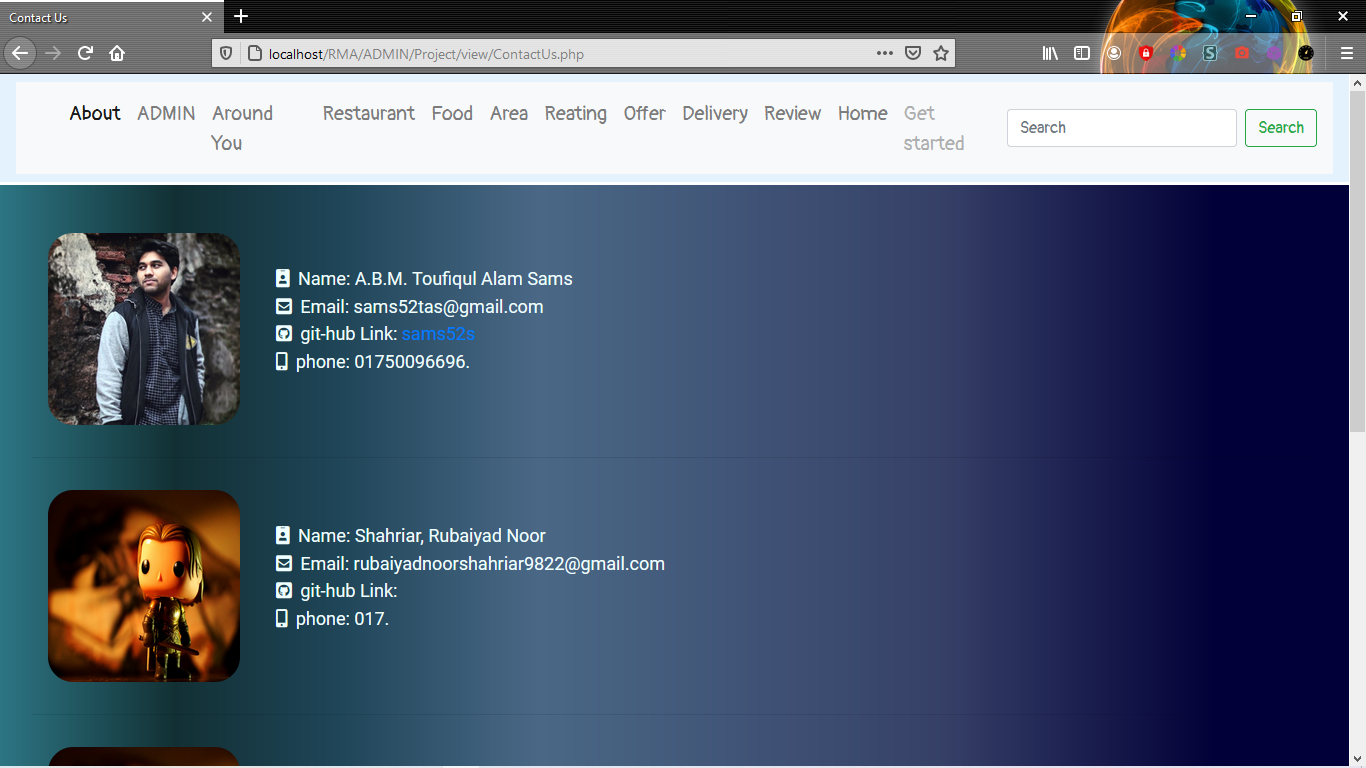 Contact Us
localhost/RMA/ADMIN/Project/view/ContactUs.php
About ADMIN Around You Restaurant Food Area Reating Offer Delivery Review Home Get started Search Search
Name: A.B.M. Toufiqul Alam Sams
Email: sams52tas@gmail.com
git-hub Link: sams52s
phone: 01750096696.
Name: Shahriar, Rubaiyad Noor
Email: rubaiyadnoorshahriar9822@gmail.com
git-hub Link:
phone: 017.